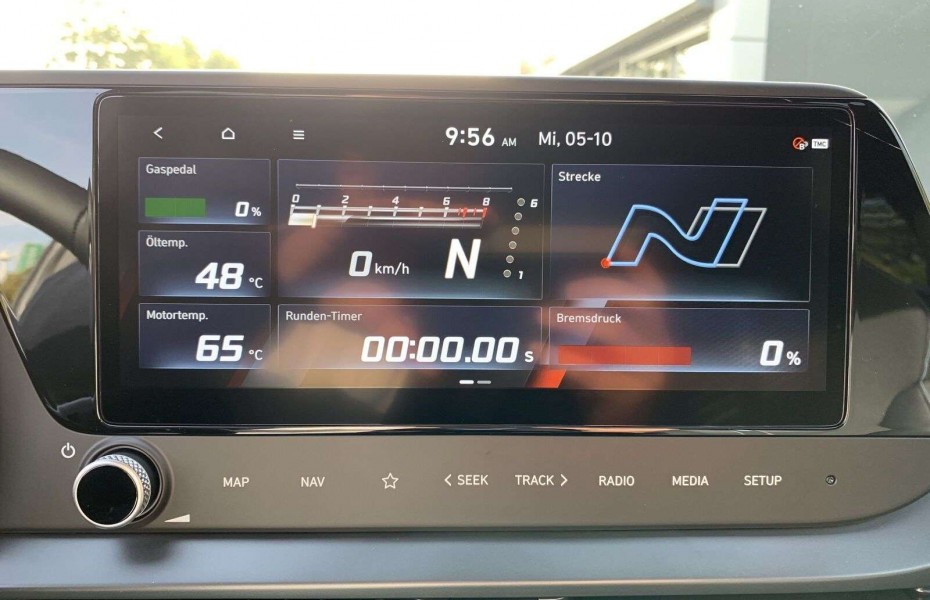 9:56 AM Mi, 05-10
TMC
Gaspedal
0 %
Öltemp.
48 °C
Motortemp.
65 °C
0 2 4 6 8
6
1
0 km/h N
Runden-Timer
00:00.00 s
Strecke
N
Bremsdruck
0 %
MAP NAV SEEK TRACK RADIO MEDIA SETUP